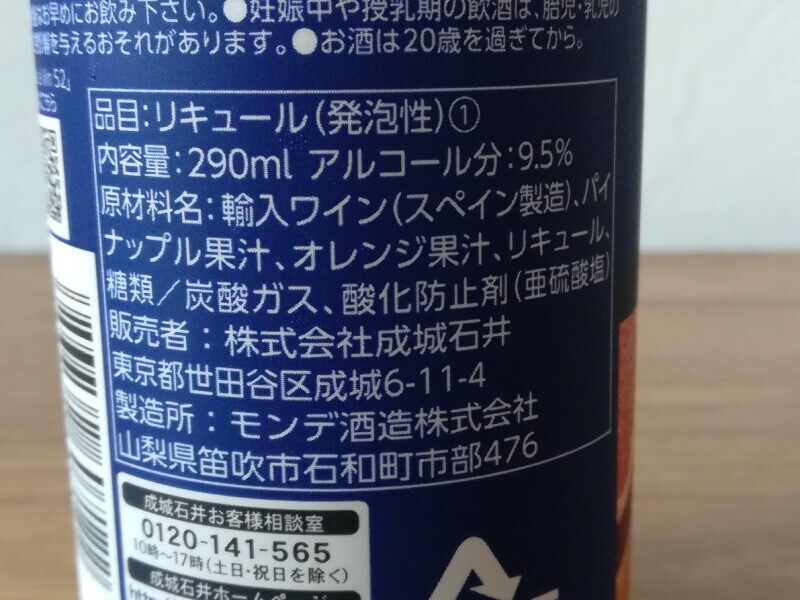 はお早めにお飲み下さい。●妊娠中や授乳期の飲酒は、胎児・乳児の
を与えるおそれがあります。●お酒は20歳を過ぎてから。
品目:リキュール(発泡性)①
内容量:290ml アルコール分:9.5%
原材料名:輸入ワイン(スペイン製造)、パイ
ナップル果汁、オレンジ果汁、リキュール、
糖類/炭酸ガス、酸化防止剤(亜硫酸塩)
販売者:株式会社成城石井
東京都世田谷区成城6-11-4
製造所:モンデ酒造株式会社
山梨県笛吹市石和町市部476
成城石井お客様相談室
0120-141-565
10時〜17時(土日・祝日を除く)
成城石井ホームページ